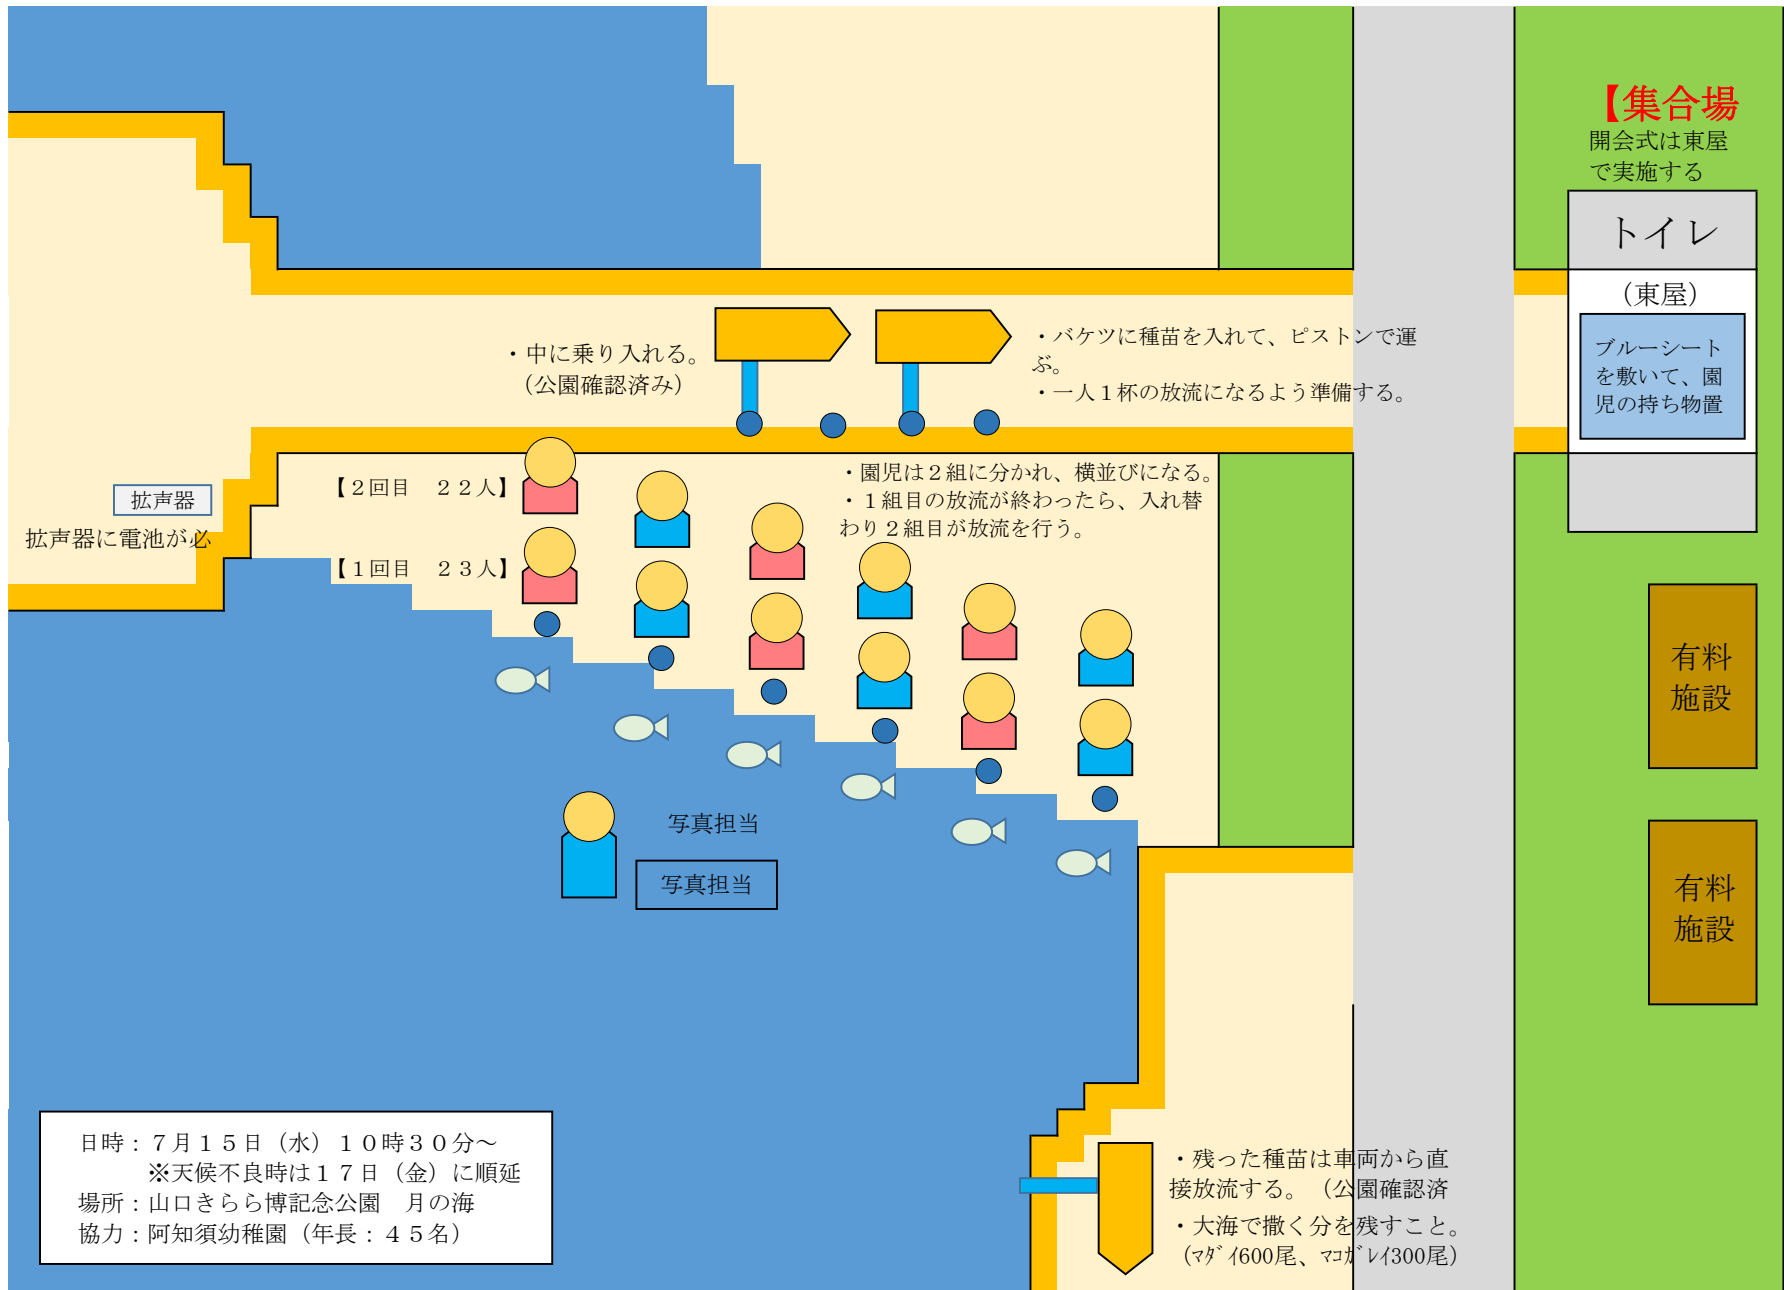 【集合場
開会式は東屋
で実施する
トイレ
（東屋）
ブルーシート
を敷いて、園
児の持ち物置
・中に乗り入れる。
（公園確認済み）
・バケツに種苗を入れて、ピストンで運
ぶ。
・一人１杯の放流になるよう準備する。
・園児は２組に分かれ、横並びになる。
・１組目の放流が終わったら、入れ替
わり２組目が放流を行う。
【２回目　２２人】
【１回目　２３人】
拡声器
拡声器に電池が必
有料
施設
有料
施設
写真担当
写真担当
日時：７月１５日（水）１０時３０分～
※天候不良時は１７日（金）に順延
場所：山口きらら博記念公園　月の海
協力：阿知須幼稚園（年長：４５名）
・残った種苗は車両から直
接放流する。（公園確認済
・大海で撒く分を残すこと。
（ﾏﾀﾞｲ600尾、ﾏｺｶﾞﾚｲ300尾）